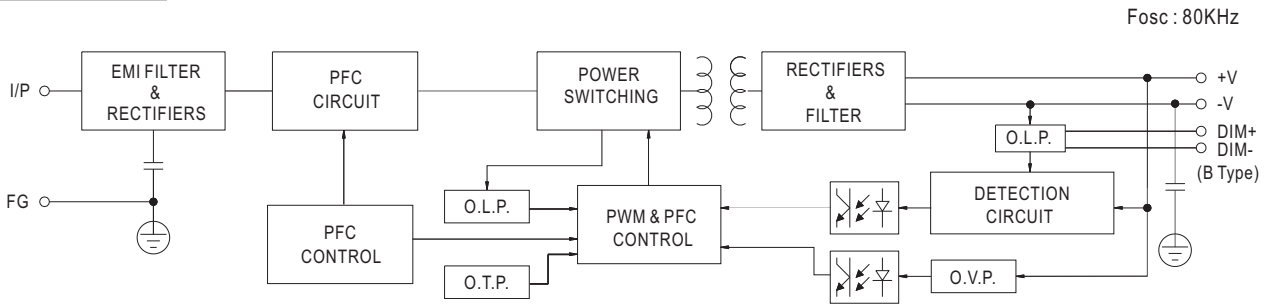 Fosc : 80KHz
I/P
EMI FILTER
&
RECTIFIERS
PFC
CIRCUIT
POWER
SWITCHING
RECTIFIERS
&
FILTER
+V
-V
DIM+
DIM-
(B Type)
O.L.P.
FG
O.L.P.
PFC
CONTROL
PWM & PFC
CONTROL
DETECTION
CIRCUIT
O.T.P.
O.V.P.